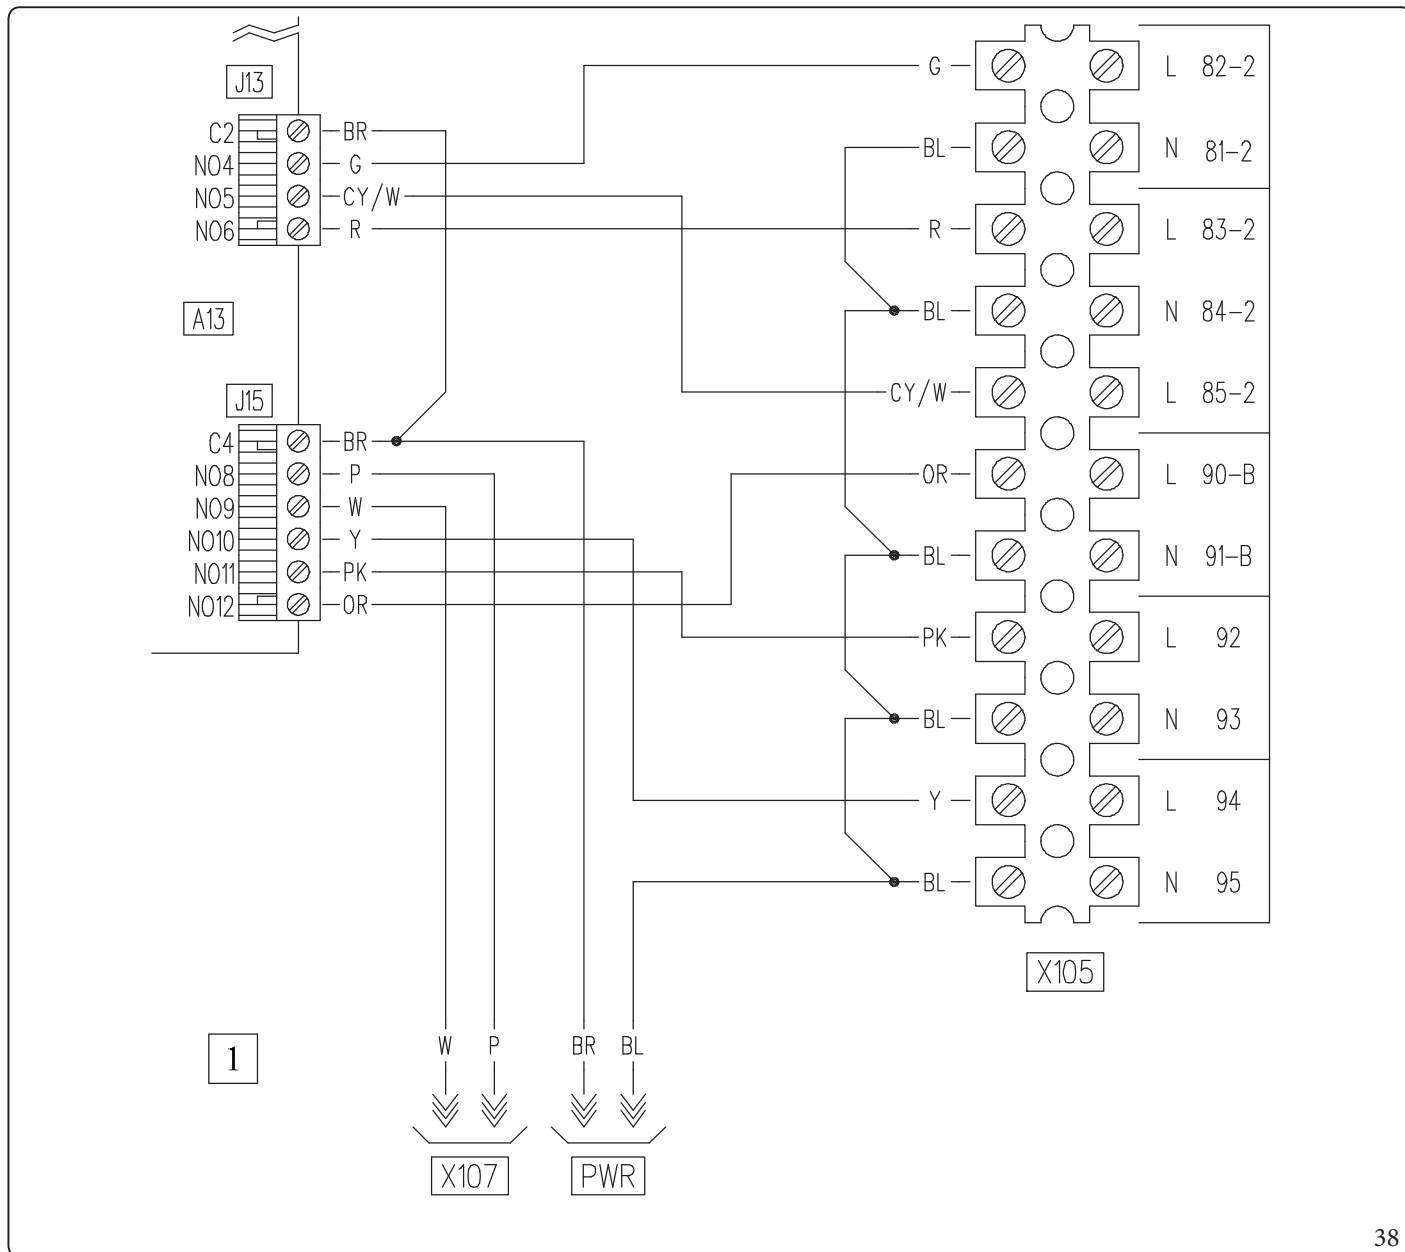 J13
C2 BR
NO4 G
NO5 CY/W
NO6 R
A13
J15
C4 BR
NO8 P
NO9 W
NO10 Y
NO11 PK
NO12 OR
G L 82-2
BL N 81-2
R L 83-2
BL N 84-2
CY/W L 85-2
OR L 90-B
BL N 91-B
PK L 92
BL N 93
Y L 94
BL N 95
X105
1
W P BR BL
X107 PWR
38